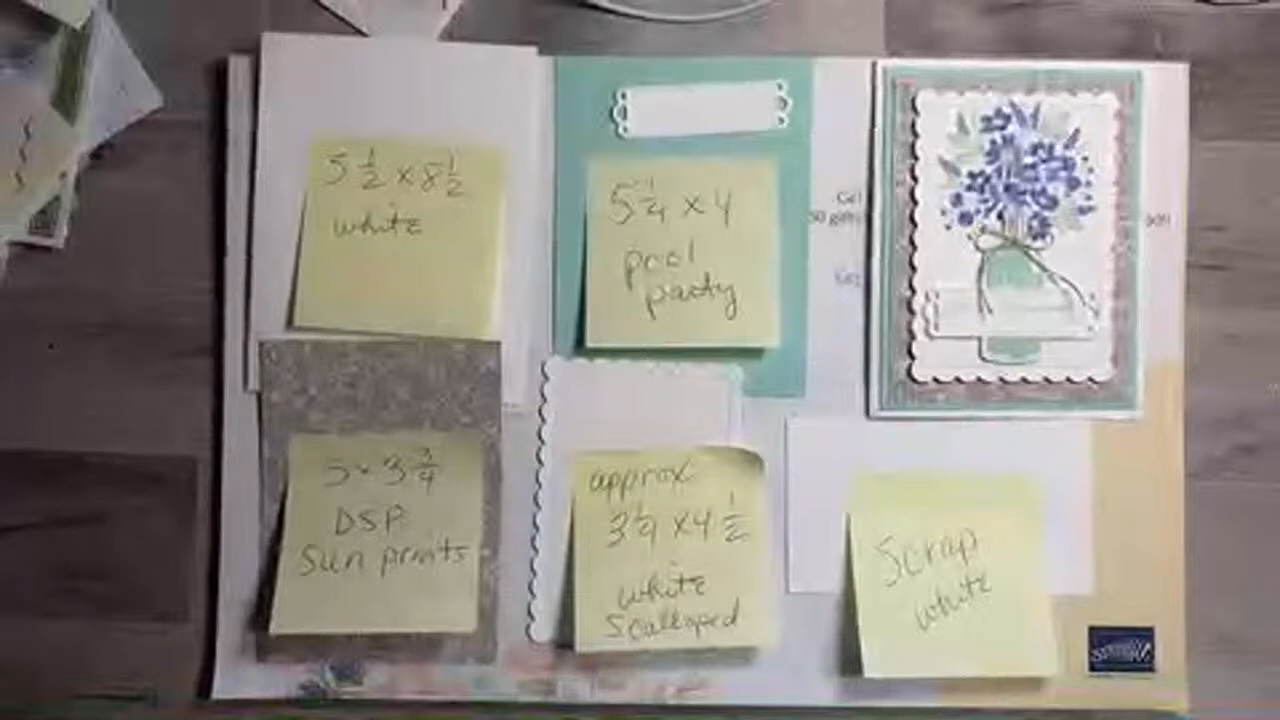 5 1/2 x 8 1/2
white
5 1/4 x 4
pool
party
5 x 3 3/4
DSP
Sun prints
approx
3 1/4 x 4 1/2
white
scalloped
Scrap
white